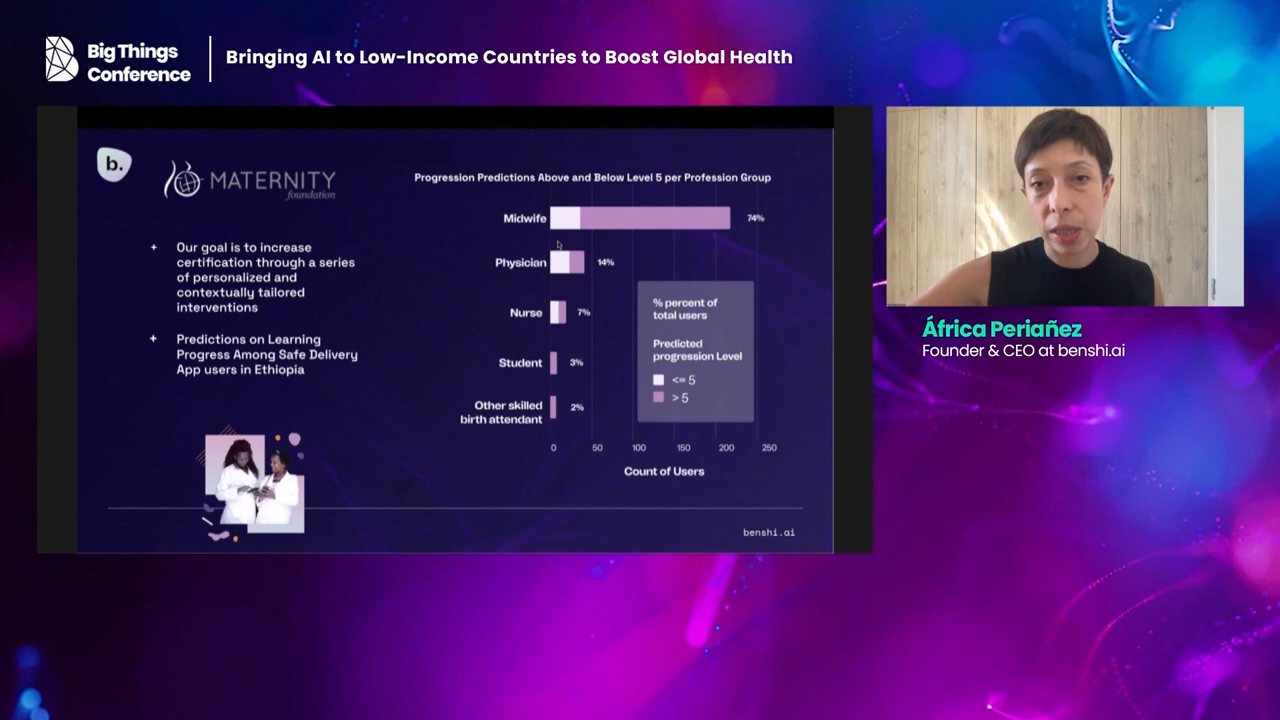 Big Things
Conference
Bringing AI to Low-Income Countries to Boost Global Health
b.
MATERNITY
foundation
+ Our goal is to increase
certification through a series
of personalized and
contextually tailored
interventions
+ Predictions on Learning
Progress Among Safe Delivery
App users in Ethiopia
Progression Predictions Above and Below Level 5 per Profession Group
Midwife 74%
Physician 14%
Nurse 7%
Student 3%
Other skilled
birth attendant 2%
% percent of
total users
Predicted
progression Level
<= 5
> 5
0 50 100 150 200 250
Count of Users
benshi.ai
África Periañez
Founder & CEO at benshi.ai